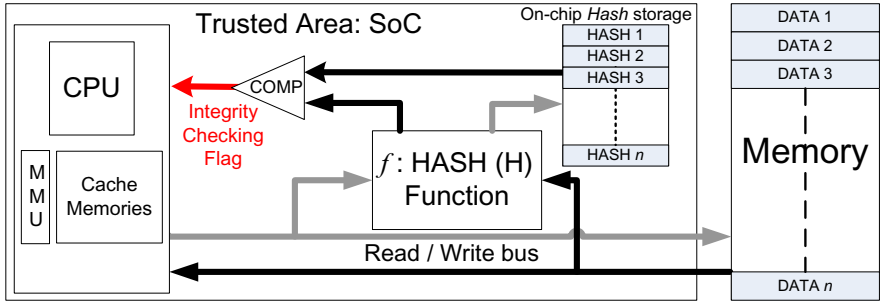 Trusted Area: SoC
On-chip Hash storage
HASH 1
HASH 2
HASH 3
HASH n
DATA 1
DATA 2
DATA 3
Memory
DATA n
CPU
COMP
Integrity
Checking
Flag
MMU
Cache
Memories
f : HASH (H)
Function
Read / Write bus